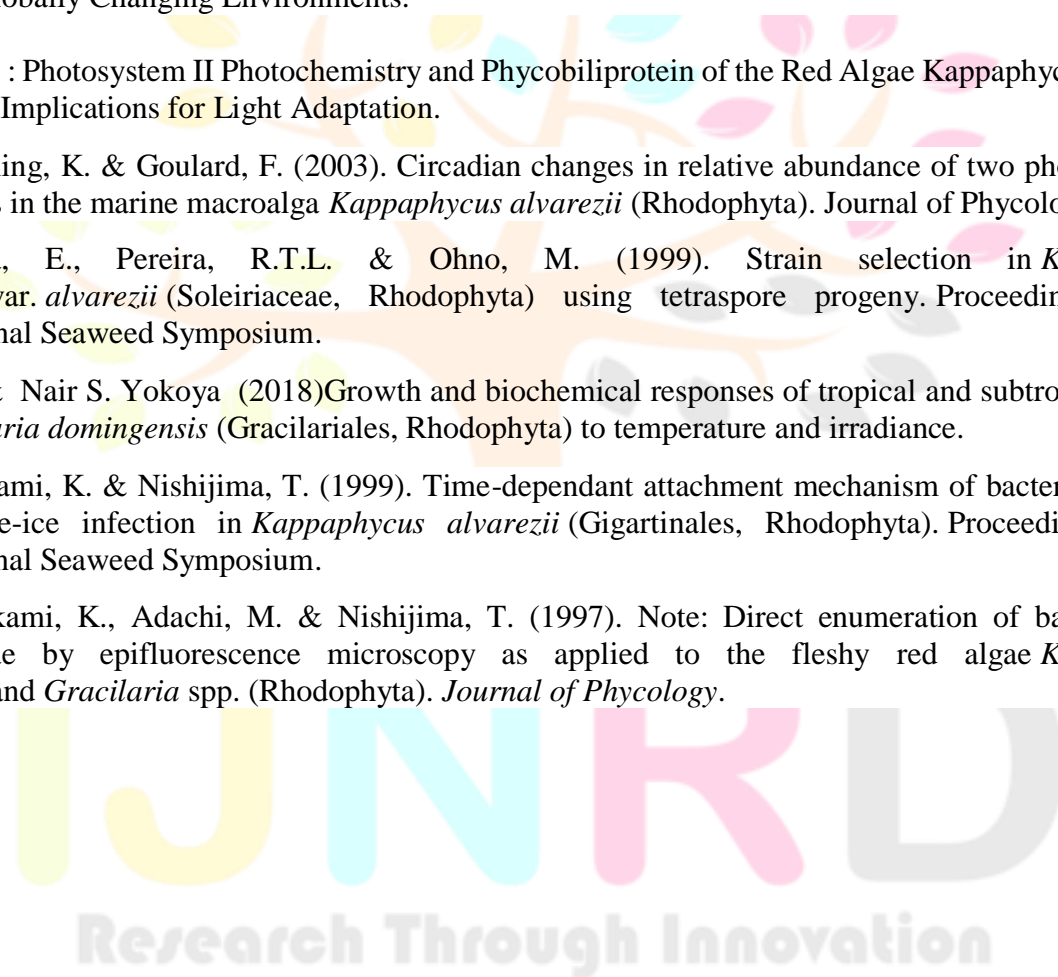 obally Changing Environments.
: Photosystem II Photochemistry and Phycobiliprotein of the Red Algae Kappaphyc
Implications for Light Adaptation.
ing, K. & Goulard, F. (2003). Circadian changes in relative abundance of two pho
s in the marine macroalga Kappaphycus alvarezii (Rhodophyta). Journal of Phycolo
, E., Pereira, R.T.L. & Ohno, M. (1999). Strain selection in K
var. alvarezii (Soleiriaceae, Rhodophyta) using tetraspore progeny. Proceedin
nal Seaweed Symposium.
& Nair S. Yokoya (2018)Growth and biochemical responses of tropical and subtro
aria domingensis (Gracilariales, Rhodophyta) to temperature and irradiance.
ami, K. & Nishijima, T. (1999). Time-dependant attachment mechanism of bacter
e-ice infection in Kappaphycus alvarezii (Gigartinales, Rhodophyta). Proceedi
nal Seaweed Symposium.
kami, K., Adachi, M. & Nishijima, T. (1997). Note: Direct enumeration of ba
ue by epifluorescence microscopy as applied to the fleshy red algae K
and Gracilaria spp. (Rhodophyta). Journal of Phycology.
IJNRD
Research Through Innovation